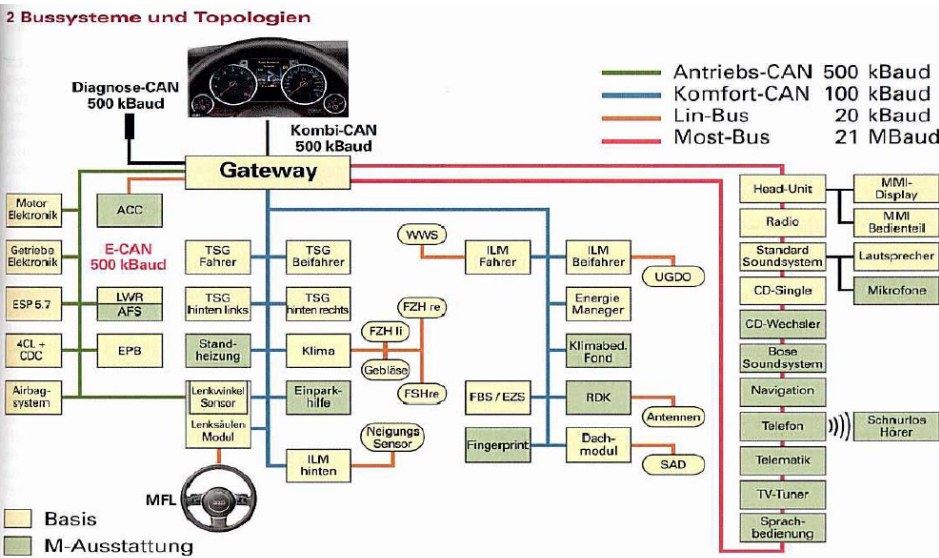 2 Bussysteme und Topologien
Diagnose-CAN
500 kBaud
Kombi-CAN
500 kBaud
Antriebs-CAN 500 kBaud
Komfort-CAN 100 kBaud
Lin-Bus 20 kBaud
Most-Bus 21 MBaud
Gateway
Motor
Elektronik
ACC
Getriebe
Elektronik
E-CAN
500 kBaud
ESP 5.7
LWR
AFS
4CL +
CDC
EPB
Airbag-
system
TSG
Fahrer
TSG
Beifahrer
TSG
hinten links
TSG
hinten rechts
Stand-
heizung
Klima
FZH li
FZH re
Gebläse
FSHre
Lenkwinkel
Sensor
Lenksäulen
Modul
Einpark-
hilfe
ILM
hinten
Neigungs
Sensor
MFL
WWS
ILM
Fahrer
ILM
Beifahrer
UGDO
Energie
Manager
Klimabed.
Fond
FBS / EZS
RDK
Antennen
Fingerprint
Dach-
modul
SAD
Head-Unit
MMI-
Display
Radio
MMI
Bedienteil
Standard
Soundsystem
Lautsprecher
CD-Single
Mikrofone
CD-Wechsler
Bose
Soundsystem
Navigation
Telefon
Schnurlos
Hörer
Telematik
TV-Tuner
Sprach-
bedienung
Basis
M-Ausstattung